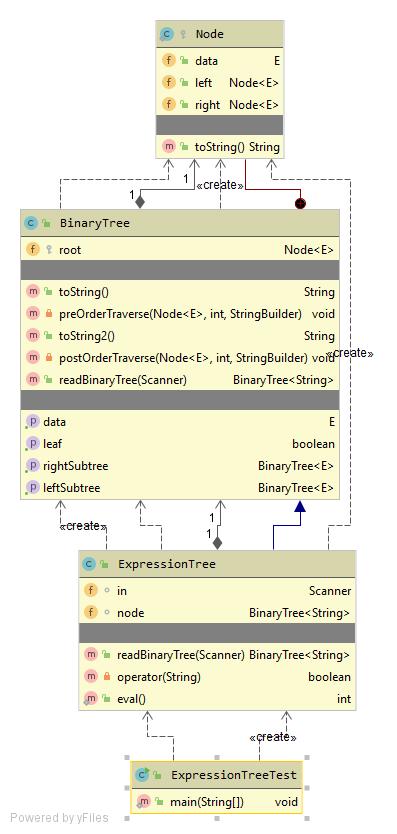 Node
data E
left Node<E>
right Node<E>
toString() String
1
«create»
1
BinaryTree
root Node<E>
toString() String
preOrderTraverse(Node<E>, int, StringBuilder) void
toString2() String
postOrderTraverse(Node<E>, int, StringBuilder) void
«create»
readBinaryTree(Scanner) BinaryTree<String>
data E
leaf boolean
rightSubtree BinaryTree<E>
leftSubtree BinaryTree<E>
1
«create»
1
ExpressionTree
in Scanner
node BinaryTree<String>
readBinaryTree(Scanner) BinaryTree<String>
operator(String) boolean
eval() int
«create»
ExpressionTreeTest
main(String[]) void
Powered by yFiles